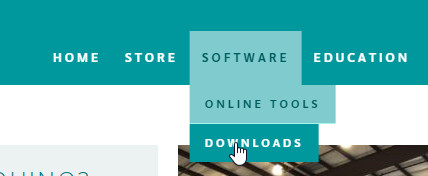 HOME STORE SOFTWARE EDUCATION
ONLINE TOOLS
DOWNLOADS